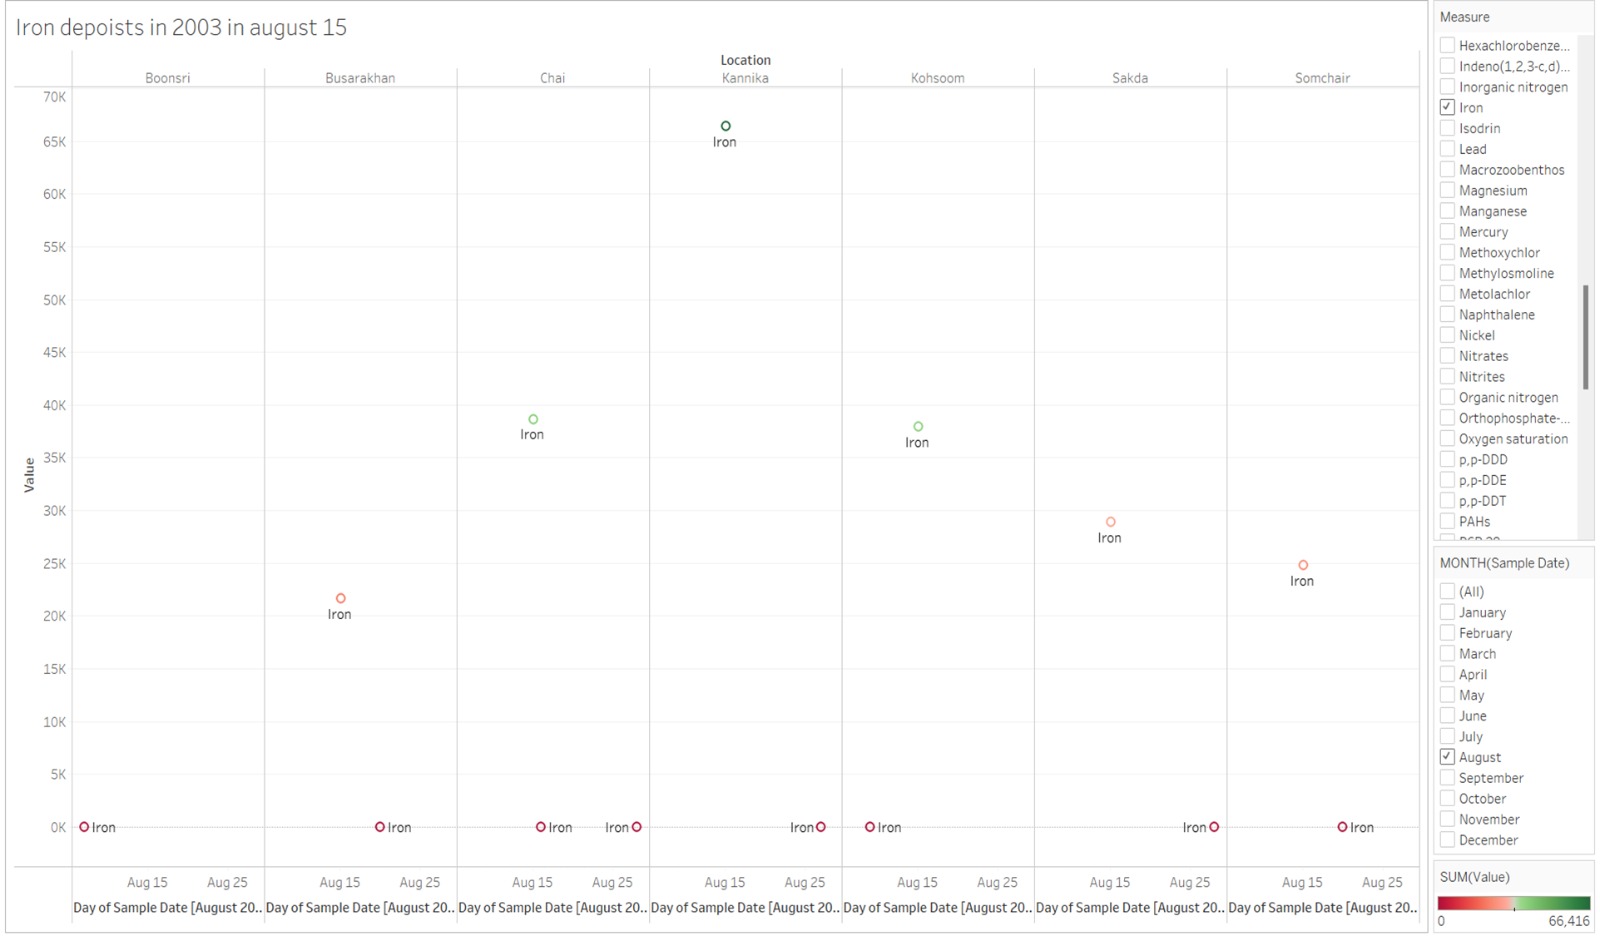 Iron depoists in 2003 in august 15
Location
Boonsri Busarakhan Chai Kannika Kohsoom Sakda Somchair
70K
65K
60K
55K
50K
45K
40K
35K
30K
25K
20K
15K
10K
5K
0K
Value
Iron
Iron
Iron
Iron
Iron
Iron
Iron Iron Iron Iron Iron Iron Iron Iron
Aug 15 Aug 25 Aug 15 Aug 25 Aug 15 Aug 25 Aug 15 Aug 25 Aug 15 Aug 25 Aug 15 Aug 25 Aug 15 Aug 25
Day of Sample Date [August 20.. Day of Sample Date [August 20.. Day of Sample Date [August 20.. Day of Sample Date [August 20.. Day of Sample Date [August 20.. Day of Sample Date [August 20.. Day of Sample Date [August 20..
Measure
Hexachlorobenze...
Indeno(1,2,3-c,d)...
Inorganic nitrogen
Iron
Isodrin
Lead
Macrozoobenthos
Magnesium
Manganese
Mercury
Methoxychlor
Methylosmoline
Metolachlor
Naphthalene
Nickel
Nitrates
Nitrites
Organic nitrogen
Orthophosphate-...
Oxygen saturation
p,p-DDD
p,p-DDE
p,p-DDT
PAHs
MONTH(Sample Date)
(All)
January
February
March
April
May
June
July
August
September
October
November
December
SUM(Value)
0 66,416